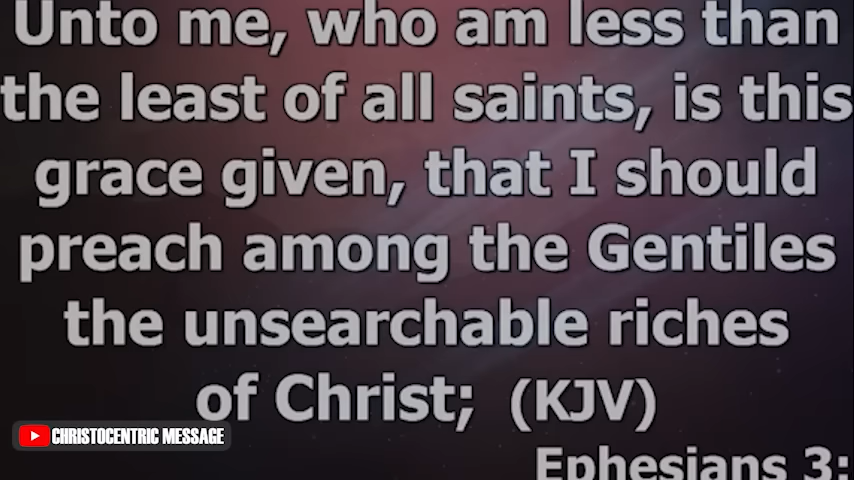 Unto me, who am less than
the least of all saints, is this
grace given, that I should
preach among the Gentiles
the unsearchable riches
of Christ; (KJV)
CHRISTOCENTRIC MESSAGE
Ephesians 3: